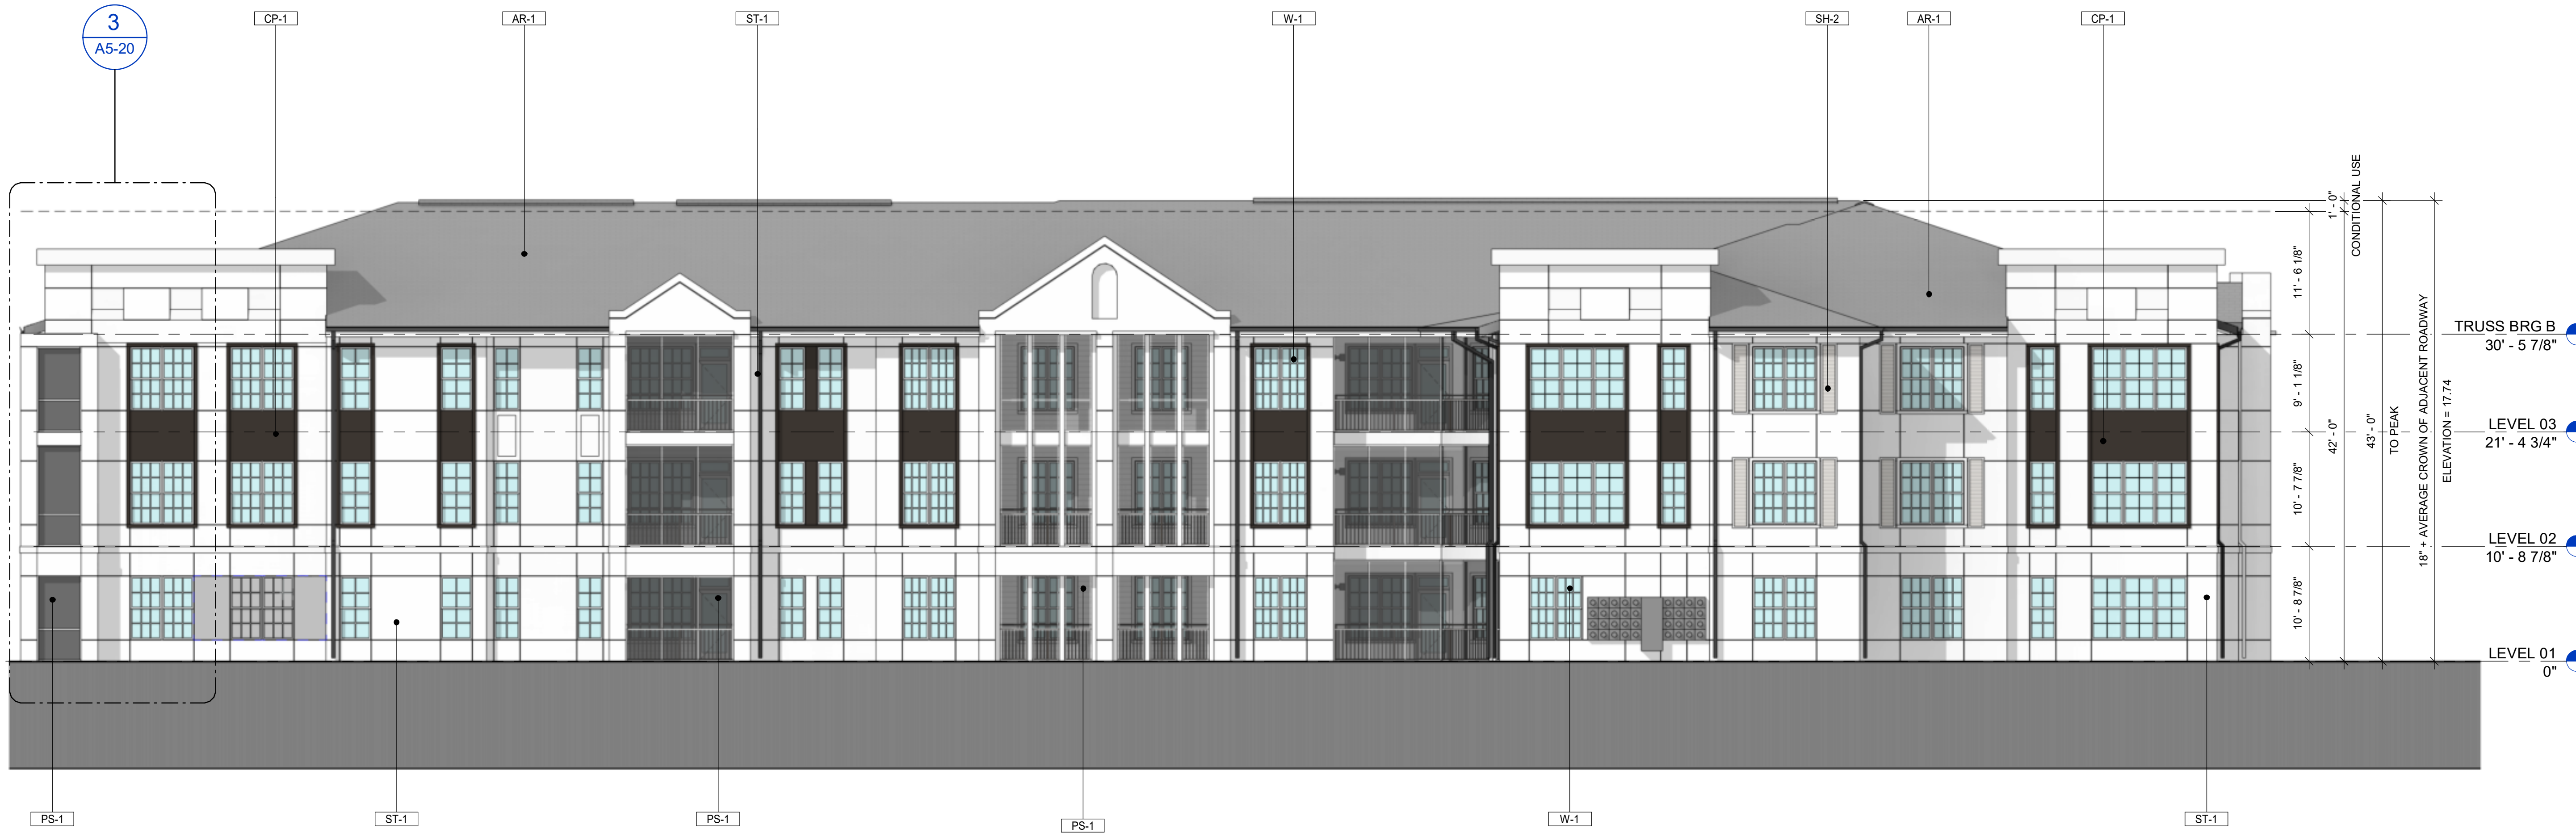 3
A5-20
CP-1
AR-1
ST-1
W-1
SH-2
AR-1
CP-1
1' - 0"
CONDITIONAL USE
11' - 6 1/8"
9' - 1 1/8"
10' - 7 7/8"
10' - 8 7/8"
42' - 0"
43' - 0"
TO PEAK
18" + AVERAGE CROWN OF ADJACENT ROADWAY
ELEVATION = 17.74
TRUSS BRG B
30' - 5 7/8"
LEVEL 03
21' - 4 3/4"
LEVEL 02
10' - 8 7/8"
LEVEL 01
0"
PS-1
ST-1
PS-1
PS-1
W-1
ST-1